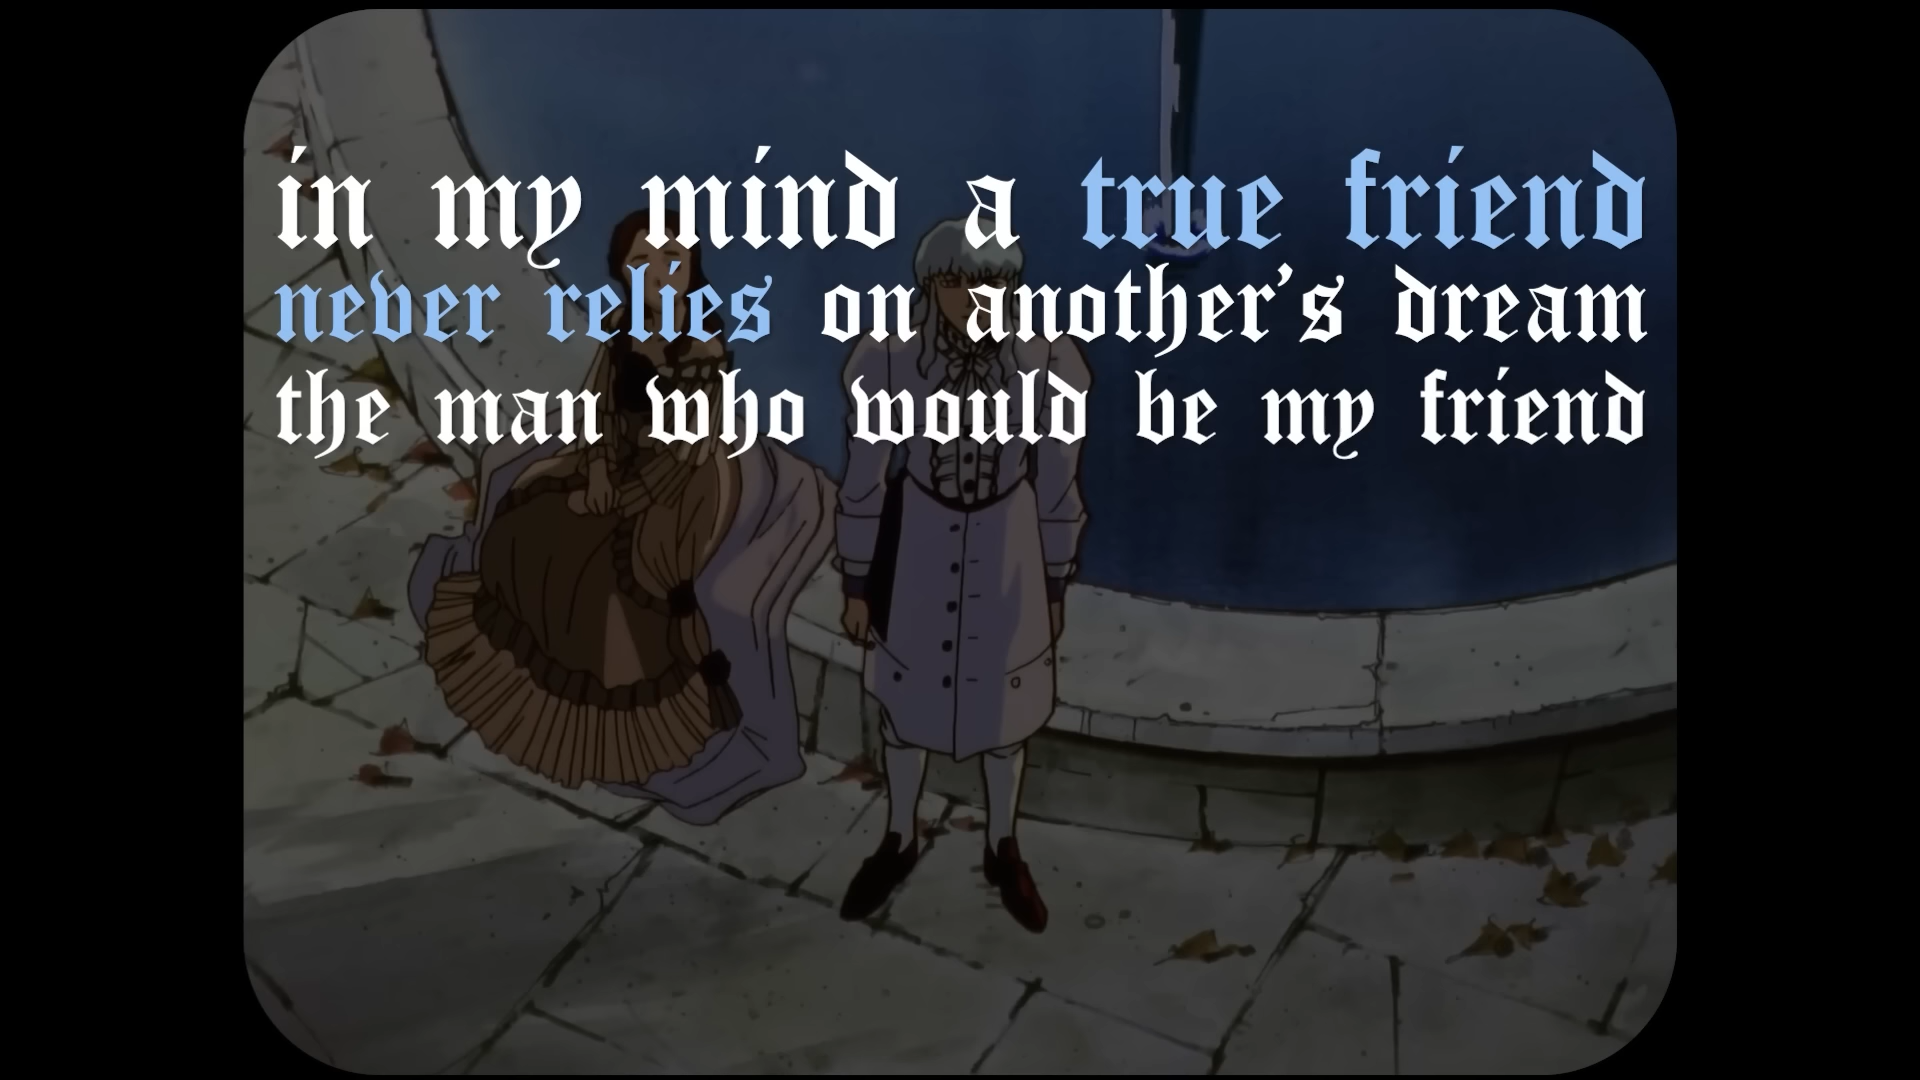 in my mind a true friend
never relies on another's dream
the man who would be my friend